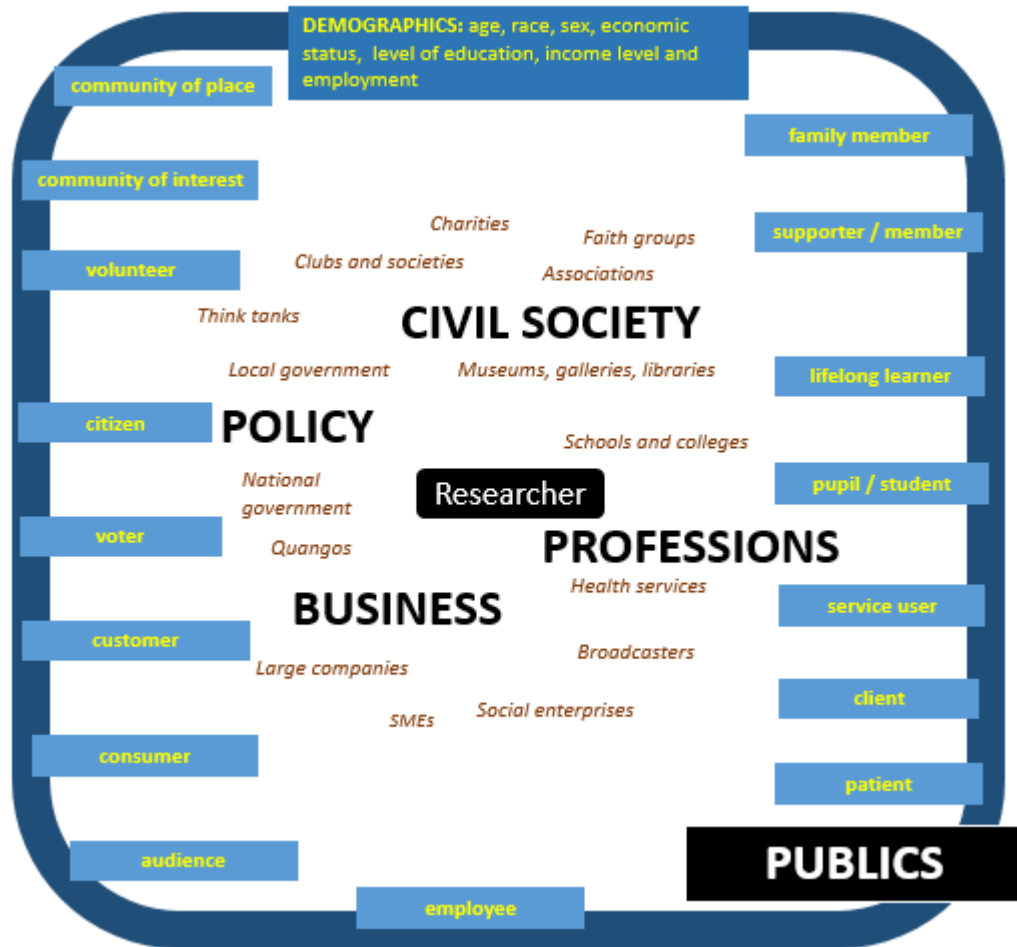 DEMOGRAPHICS: age, race, sex, economic
status, level of education, income level and
employment
community of place
family member
community of interest
supporter / member
Charities
Faith groups
volunteer
Clubs and societies
Associations
Think tanks
CIVIL SOCIETY
Local government
Museums, galleries, libraries
lifelong learner
citizen
POLICY
Schools and colleges
National
government
Researcher
pupil / student
voter
Quangos
PROFESSIONS
Health services
BUSINESS
service user
customer
Large companies
Broadcasters
client
SMEs
Social enterprises
consumer
patient
audience
PUBLICS
employee